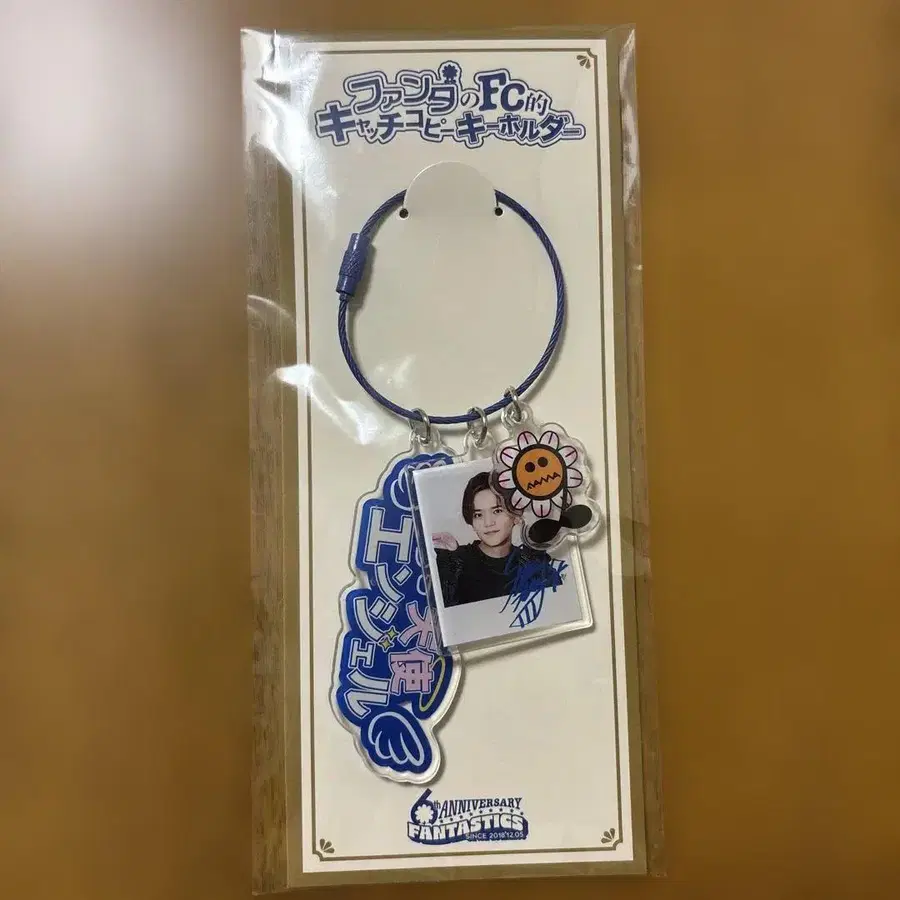 ファンタのFC的
キャッチコピーキーホルダー
エンジェル
天使
6th ANNIVERSARY
FANTASTICS
SINCE 2018.12.05